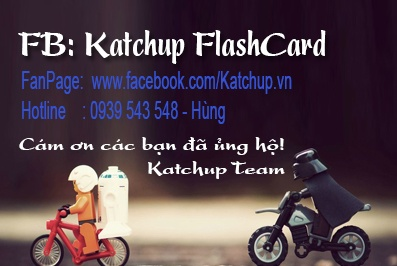 FB: Katchup FlashCard
FanPage: www.facebook.com/Katchup.vn
Hotline : 0939 543 548 - Hùng
Cám ơn các bạn đã ủng hộ!
Katchup Team